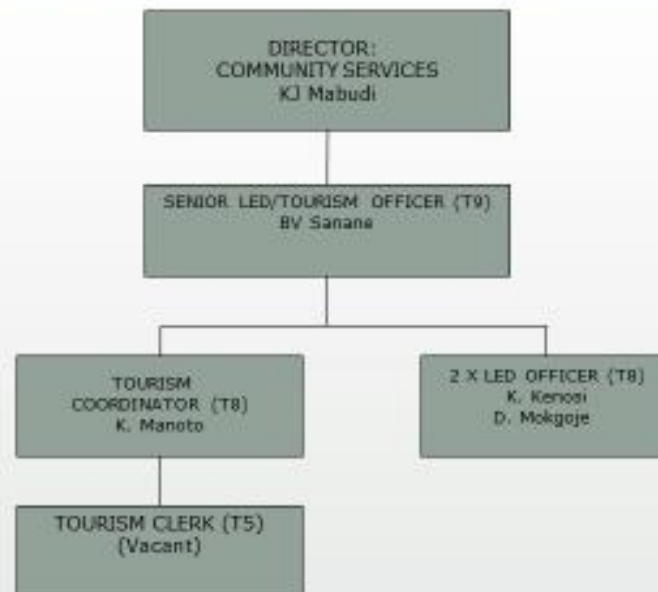 DIRECTOR:
COMMUNITY SERVICES
KJ Mabudi
SENIOR LED/TOURISM OFFICER (T9)
BV Sanane
TOURISM
COORDINATOR (T8)
K. Manoto
2 X LED OFFICER (T8)
K. Kenosi
D. Mokgoje
TOURISM CLERK (T5)
(Vacant)